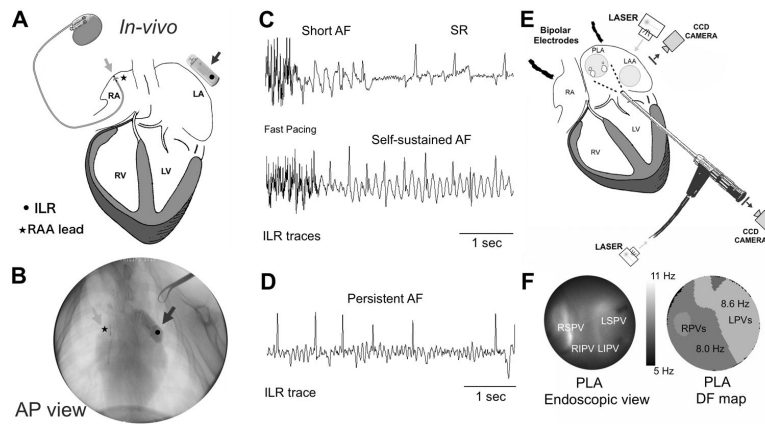 A
In-vivo
RA
★
LA
RV
LV
• ILR
★RAA lead
B
★
AP view
C
Short AF
SR
Fast Pacing
Self-sustained AF
ILR traces
1 sec
D
Persistent AF
ILR trace
1 sec
E
LASER
CCD
CAMERA
Bipolar
Electrodes
PLA
LAA
RA
LV
RV
CCD
CAMERA
LASER
F
RSPV
LSPV
RIPV LIPV
PLA
Endoscopic view
11 Hz
5 Hz
8.6 Hz
RPVs
LPVs
8.0 Hz
PLA
DF map